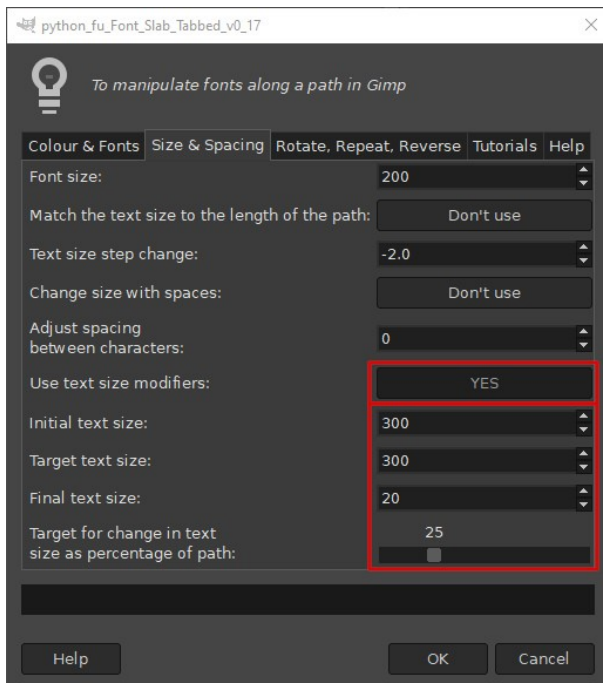 python_fu_Font_Slab_Tabbed_v0_17
To manipulate fonts along a path in Gimp
Colour & Fonts Size & Spacing Rotate, Repeat, Reverse Tutorials Help
Font size: 200
Match the text size to the length of the path: Don't use
Text size step change: -2.0
Change size with spaces: Don't use
Adjust spacing
between characters: 0
Use text size modifiers: YES
Initial text size: 300
Target text size: 300
Final text size: 20
Target for change in text 25
size as percentage of path:
Help OK Cancel